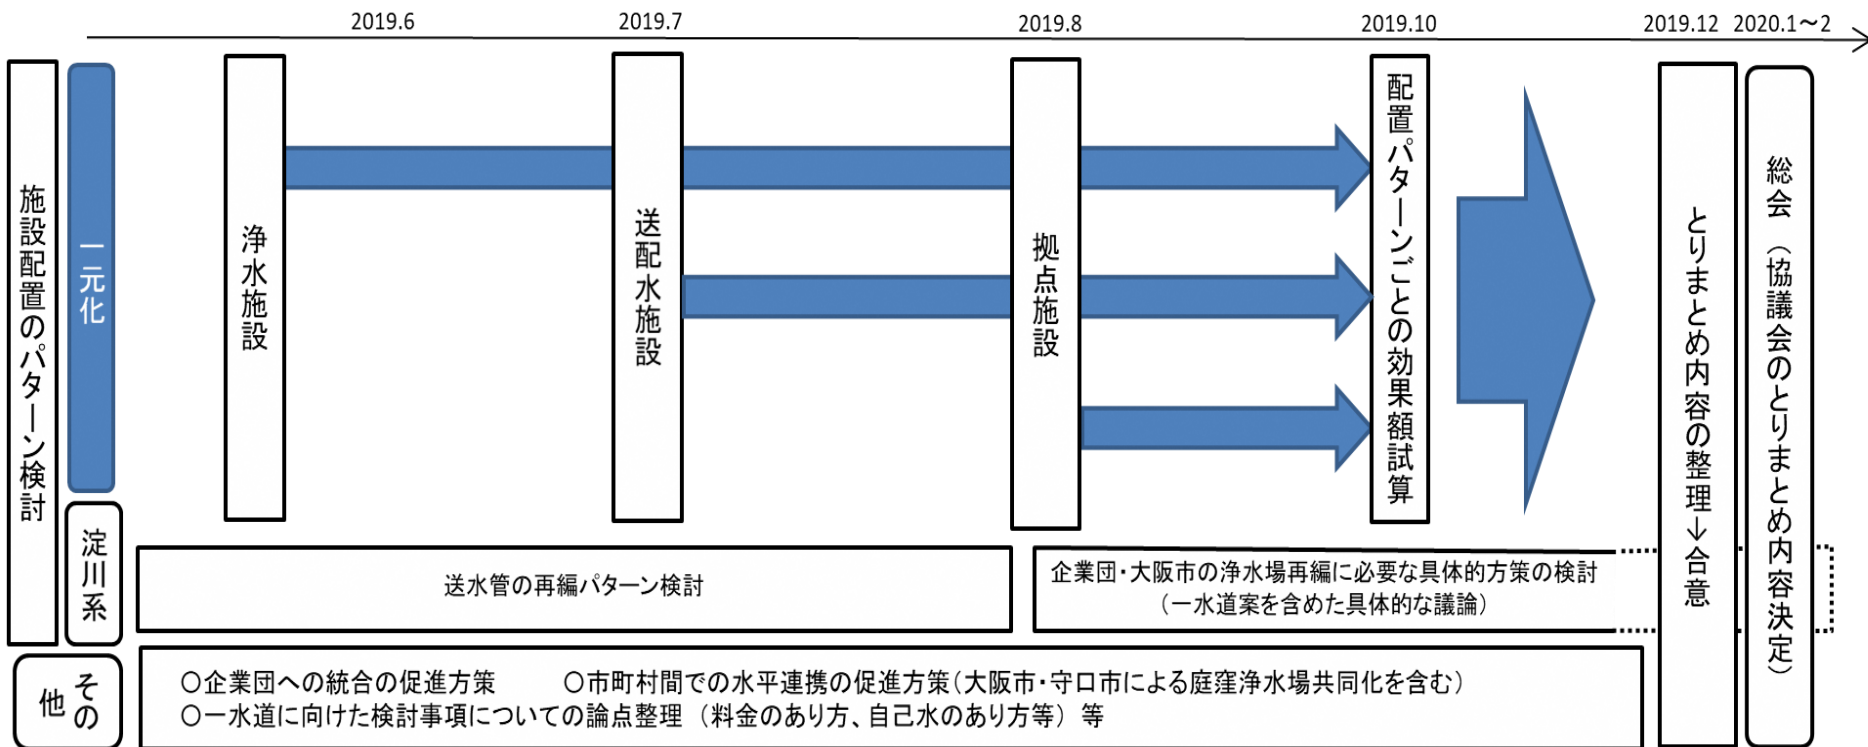 2019.6
2019.7
2019.8
2019.10
2019.12
2020.1～2
施設配置のパターン検討
一元化
浄水施設
送配水施設
拠点施設
配置パターンごとの効果額試算
とりまとめ内容の整理→合意
総会（協議会のとりまとめ内容決定）
淀川系
送水管の再編パターン検討
企業団・大阪市の浄水場再編に必要な具体的方策の検討
（一水道案を含めた具体的な議論）
その
他
○企業団への統合の促進方策　○市町村間での水平連携の促進方策（大阪市・守口市による庭窪浄水場共同化を含む）
○一水道に向けた検討事項についての論点整理（料金のあり方、自己水のあり方等）等